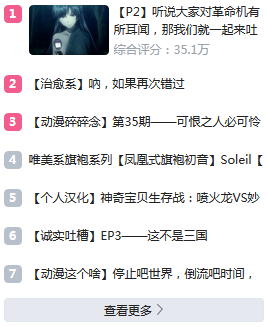 1
【P2】听说大家对革命机有
所耳闻，那我们就一起来吐
综合评分：35.1万
2 【治愈系】呐，如果再次错过
3 【动漫碎碎念】第35期——可恨之人必可怜
4 唯美系旗袍系列【凤凰式旗袍初音】Soleil【
5 【个人汉化】神奇宝贝生存战：喷火龙VS妙
6 【诚实吐槽】EP3——这不是三国
7 【动漫这个啥】停止吧世界，倒流吧时间，
查看更多 >